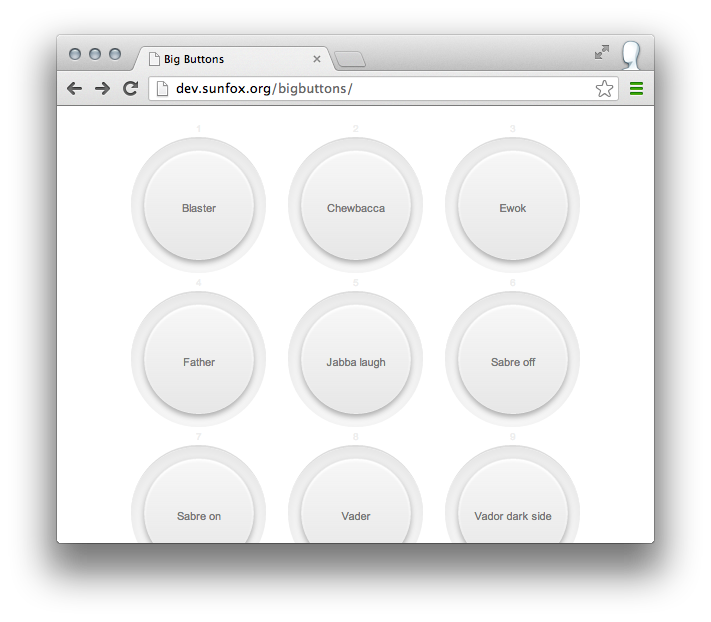 Big Buttons
dev.sunfox.org/bigbuttons/
1 2 3
Blaster Chewbacca Ewok
4 5 6
Father Jabba laugh Sabre off
7 8 9
Sabre on Vader Vador dark side